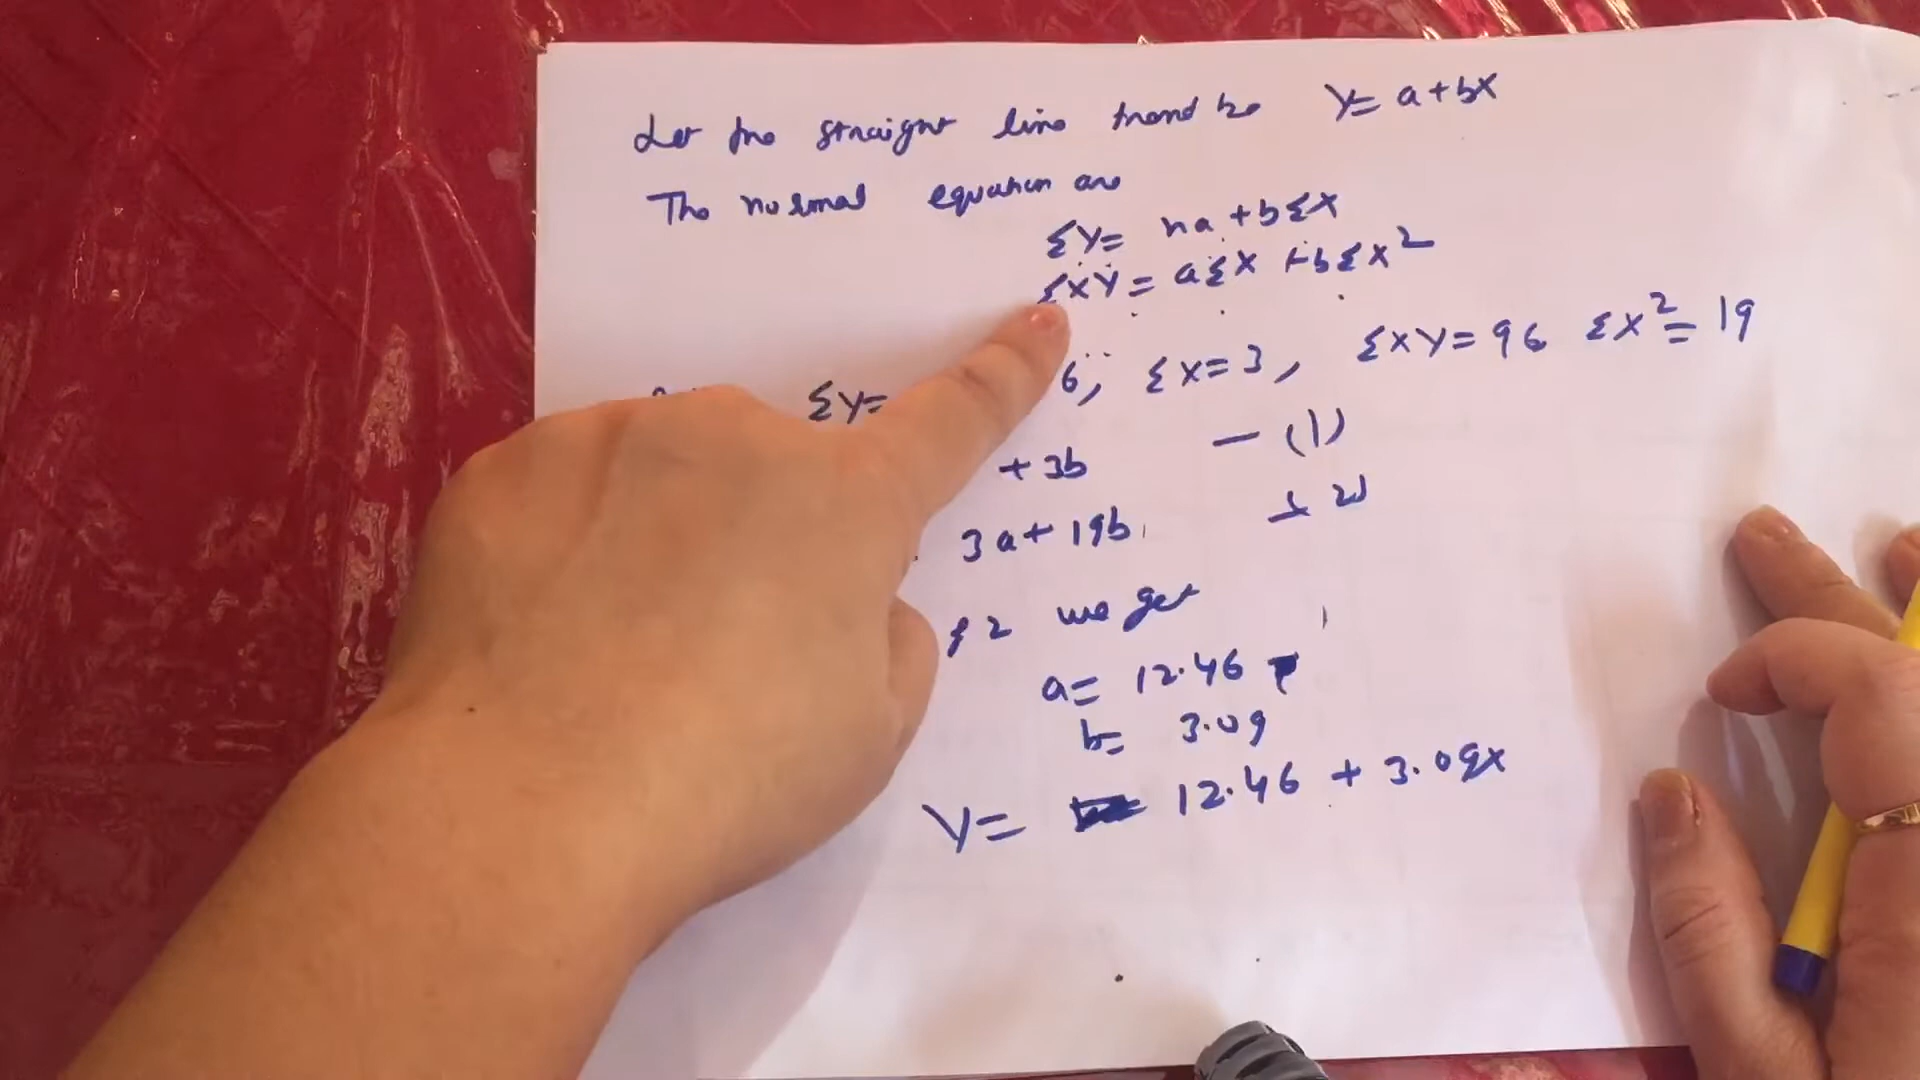 Let the straight line trend be Y = a+bX
The normal equation are
ΣY = na + bΣX
ΣXY = aΣX + bΣX²
ΣY= 6, ΣX=3, ΣXY=96 ΣX²=19
+ 3b — (1)
3a+19b
2 we get
a= 12.46
b= 3.09
Y= 12.46 + 3.09x